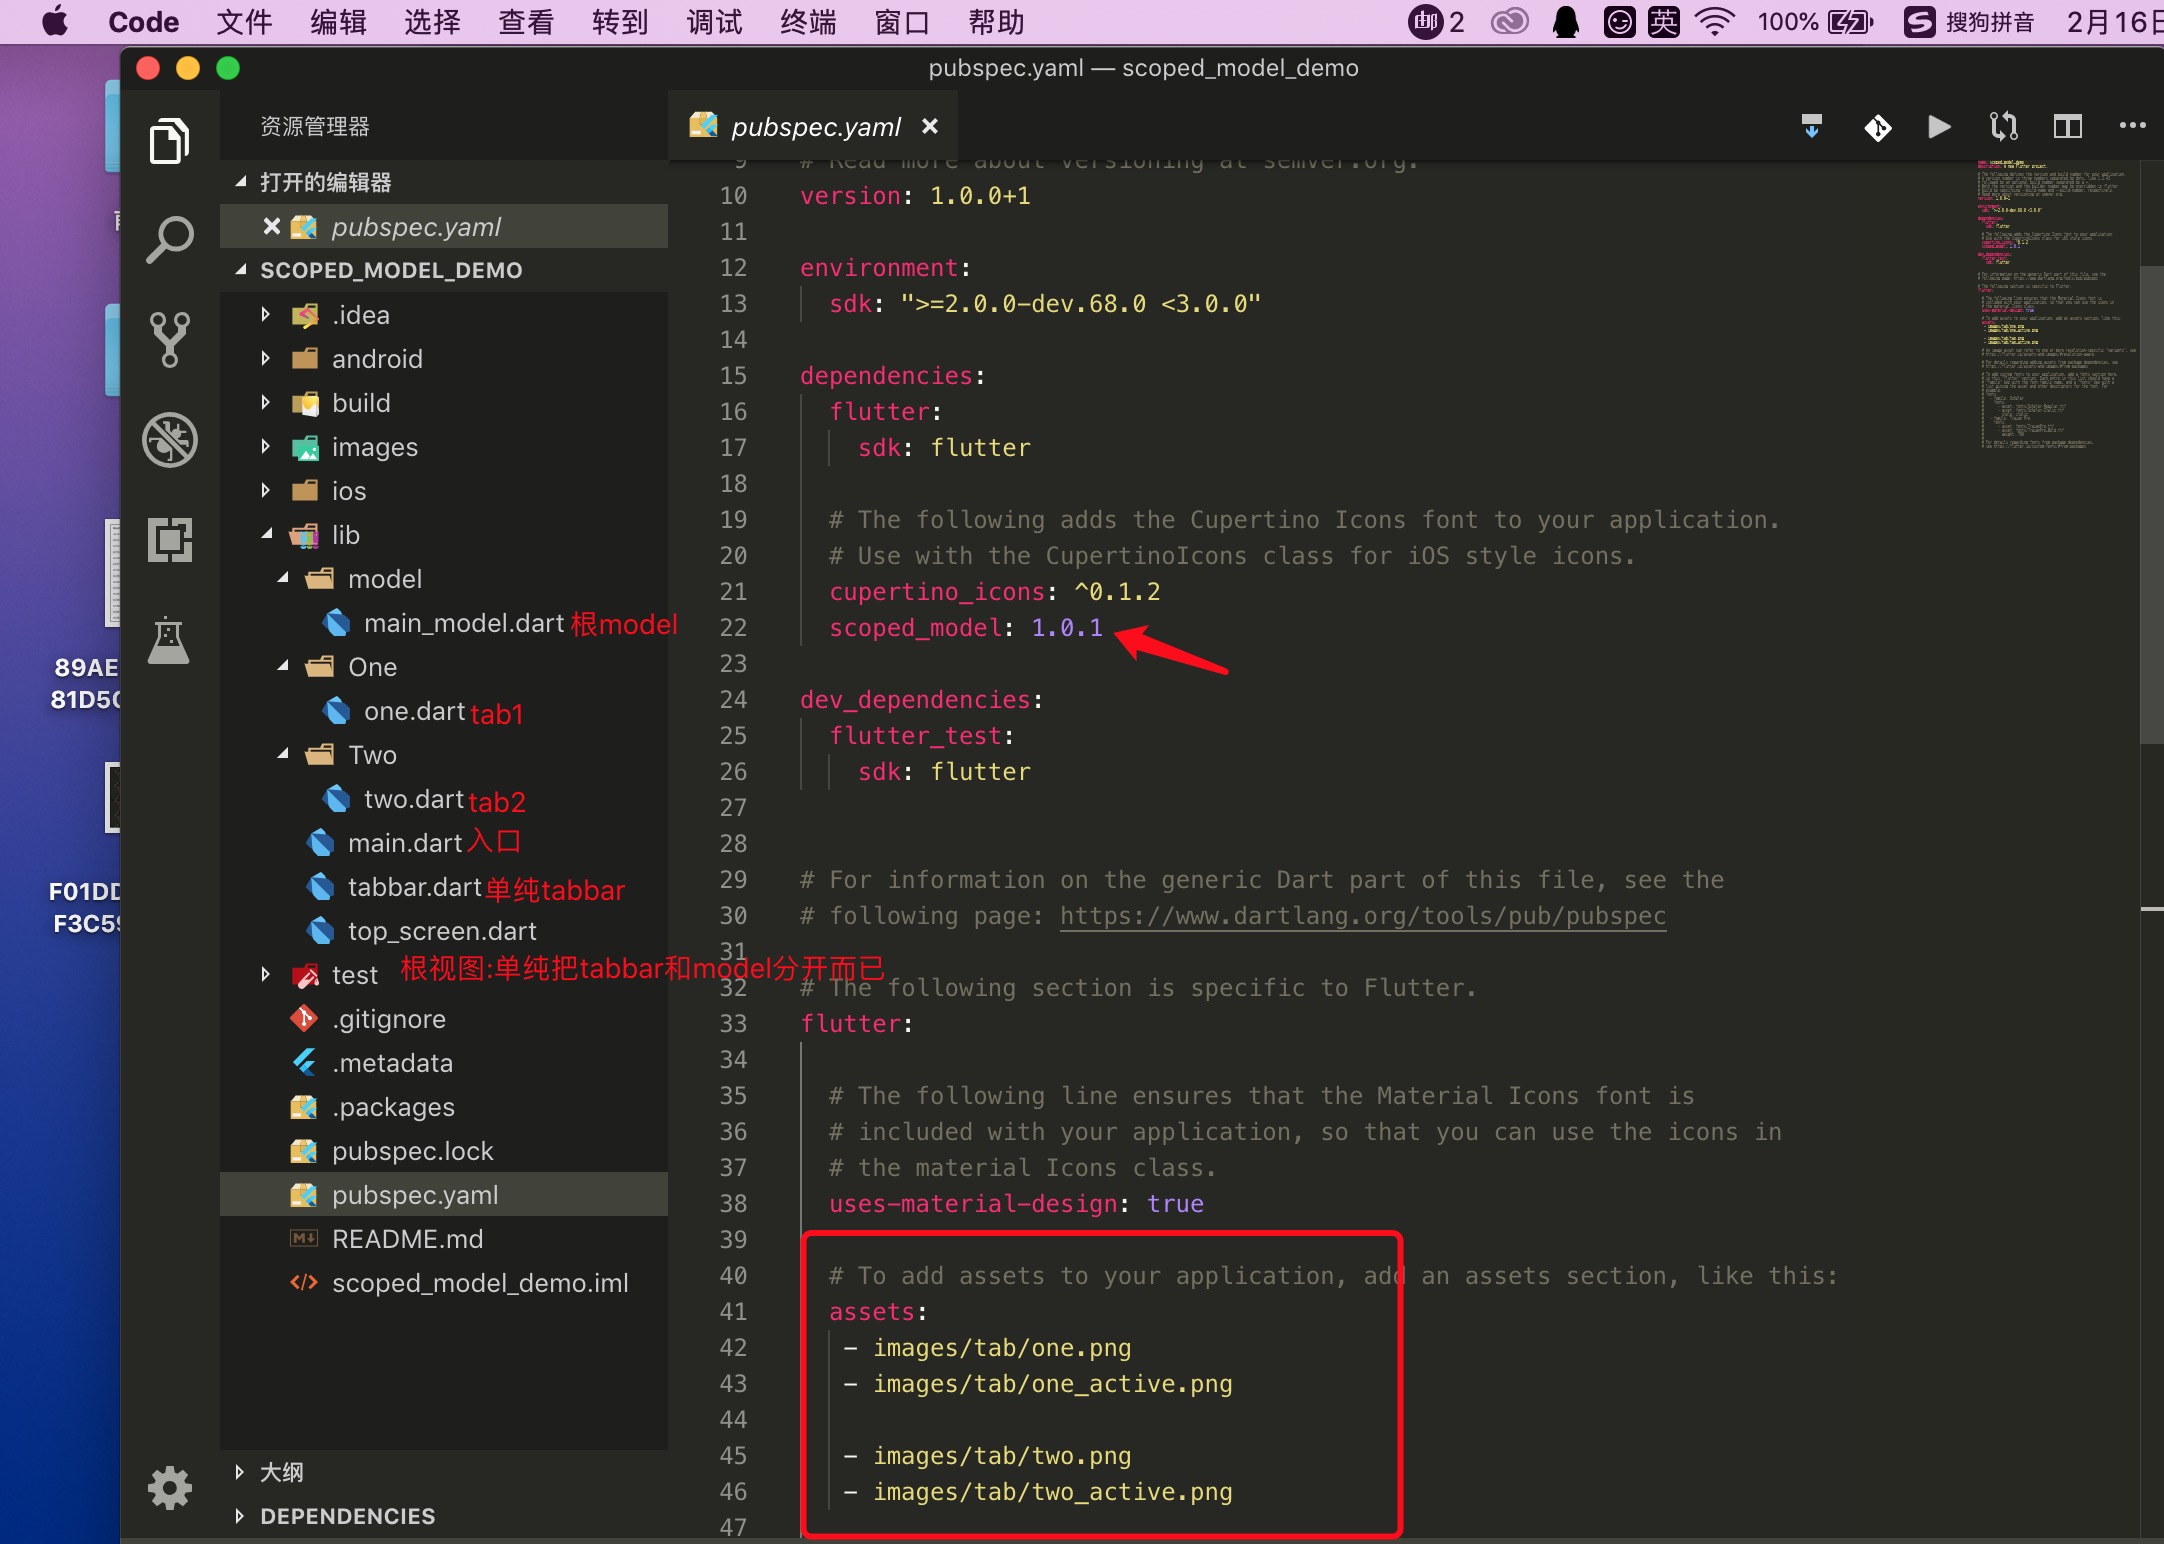 Code 文件 编辑 选择 查看 转到 调试 终端 窗口 帮助 邮 2 英 100% 搜狗拼音 2月16日
pubspec.yaml — scoped_model_demo
资源管理器
打开的编辑器
pubspec.yaml
SCOPED_MODEL_DEMO
.idea
android
build
images
ios
lib
model
main_model.dart 根model
One
one.dart tab1
Two
two.dart tab2
main.dart 入口
tabbar.dart 单纯tabbar
top_screen.dart
根视图:单纯把tabbar和model分开而已
test
.gitignore
.metadata
.packages
pubspec.lock
pubspec.yaml
README.md
scoped_model_demo.iml
大纲
DEPENDENCIES
89AE
81D5
F01DD
F3C5
pubspec.yaml
9 # Read more about versioning at semver.org.
10 version: 1.0.0+1
11
12 environment:
13 sdk: ">=2.0.0-dev.68.0 <3.0.0"
14
15 dependencies:
16 flutter:
17 sdk: flutter
18
19 # The following adds the Cupertino Icons font to your application.
20 # Use with the CupertinoIcons class for iOS style icons.
21 cupertino_icons: ^0.1.2
22 scoped_model: 1.0.1
23
24 dev_dependencies:
25 flutter_test:
26 sdk: flutter
27
28
29 # For information on the generic Dart part of this file, see the
30 # following page: https://www.dartlang.org/tools/pub/pubspec
31
32 # The following section is specific to Flutter.
33 flutter:
34
35 # The following line ensures that the Material Icons font is
36 # included with your application, so that you can use the icons in
37 # the material Icons class.
38 uses-material-design: true
39
40 # To add assets to your application, add an assets section, like this:
41 assets:
42 - images/tab/one.png
43 - images/tab/one_active.png
44
45 - images/tab/two.png
46 - images/tab/two_active.png
47